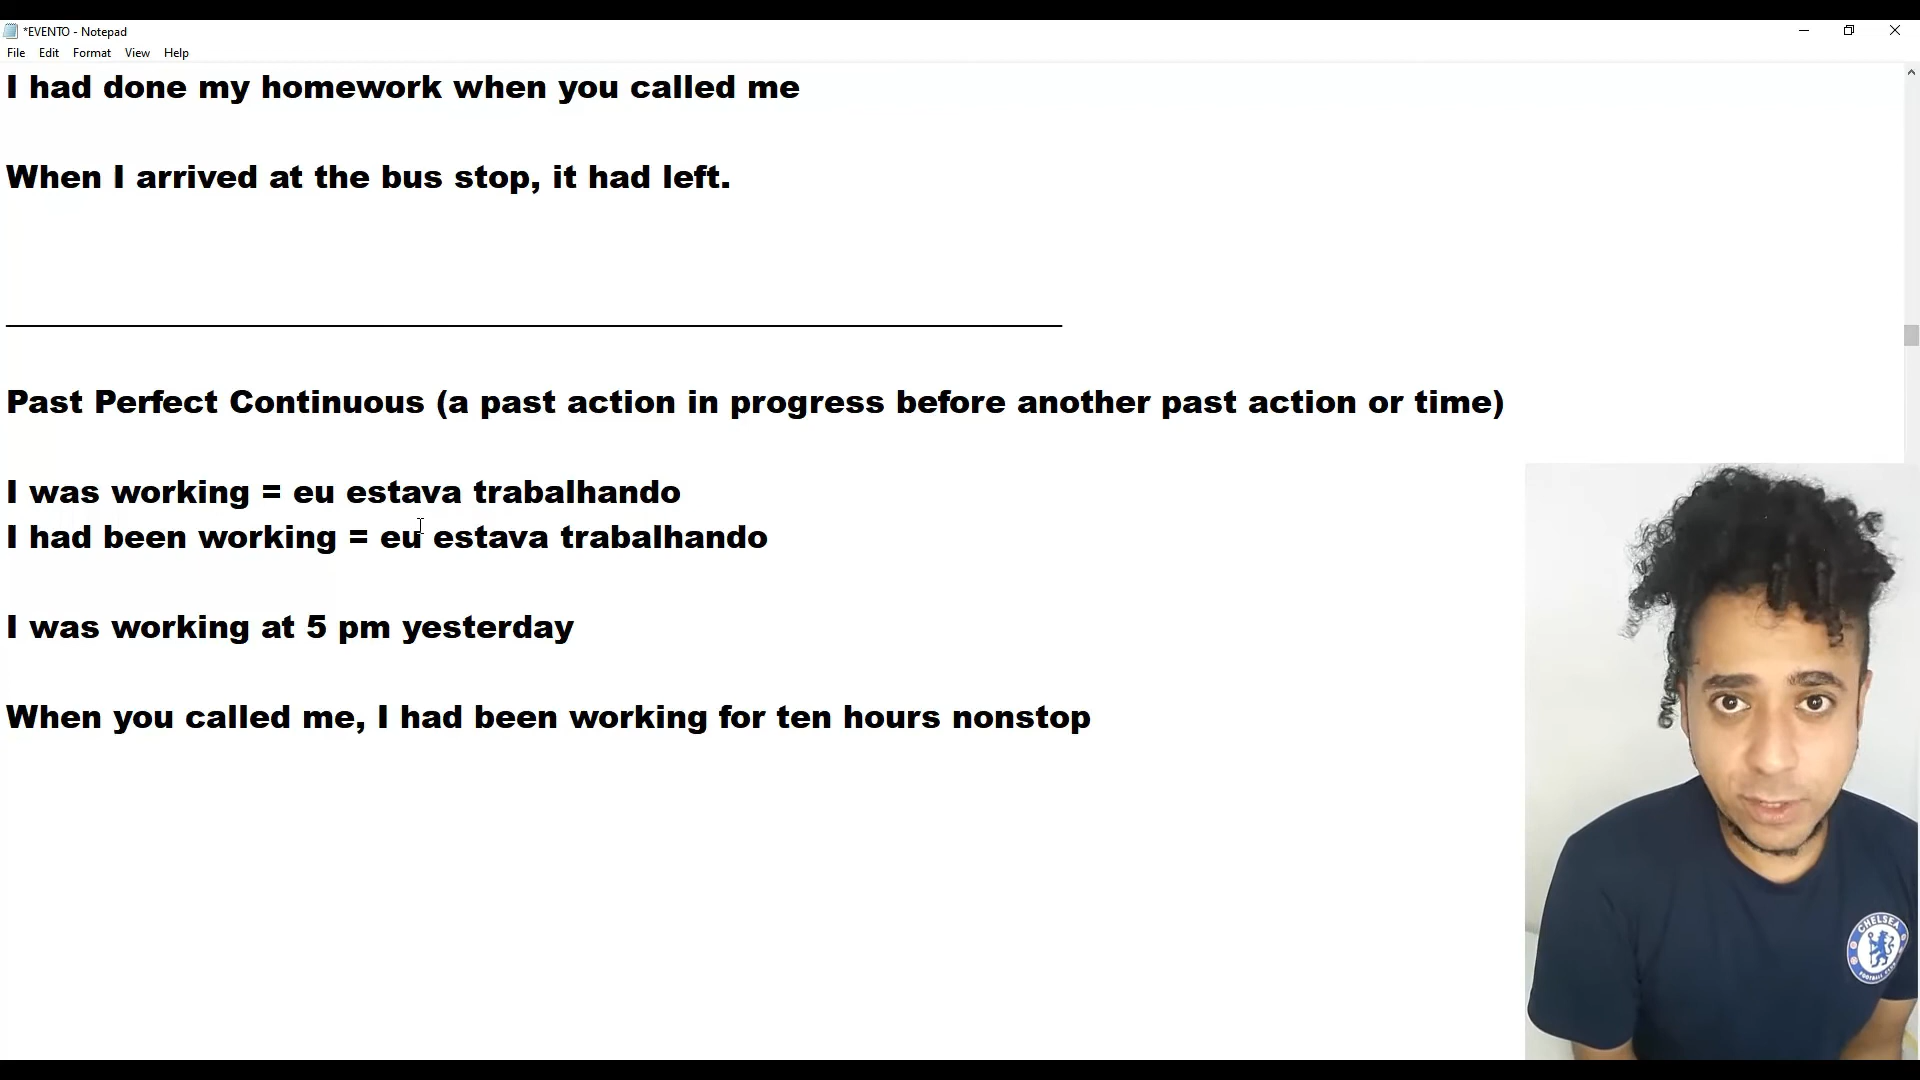 *EVENTO - Notepad
File Edit Format View Help
I had done my homework when you called me
When I arrived at the bus stop, it had left.
Past Perfect Continuous (a past action in progress before another past action or time)
I was working = eu estava trabalhando
I had been working = eu estava trabalhando
I was working at 5 pm yesterday
When you called me, I had been working for ten hours nonstop
CHELSEA
FOOTBALL CLUB